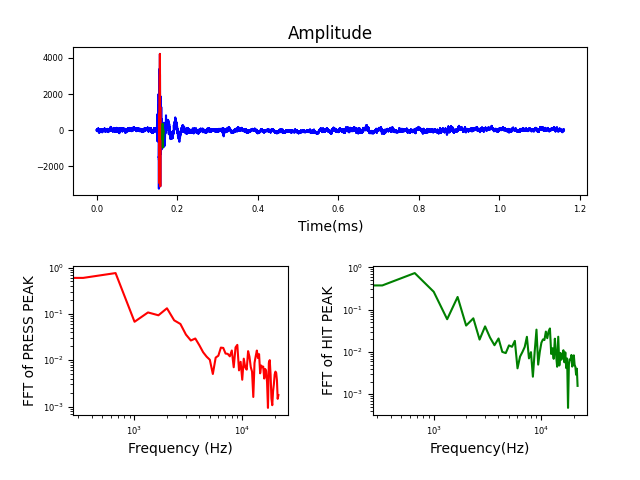 Amplitude
4000
2000
0
−2000
0.0 0.2 0.4 0.6 0.8 1.0 1.2
Time(ms)
FFT of PRESS PEAK
10⁰
10⁻¹
10⁻²
10⁻³
10³ 10⁴
Frequency (Hz)
FFT of HIT PEAK
10⁰
10⁻¹
10⁻²
10⁻³
10³ 10⁴
Frequency(Hz)